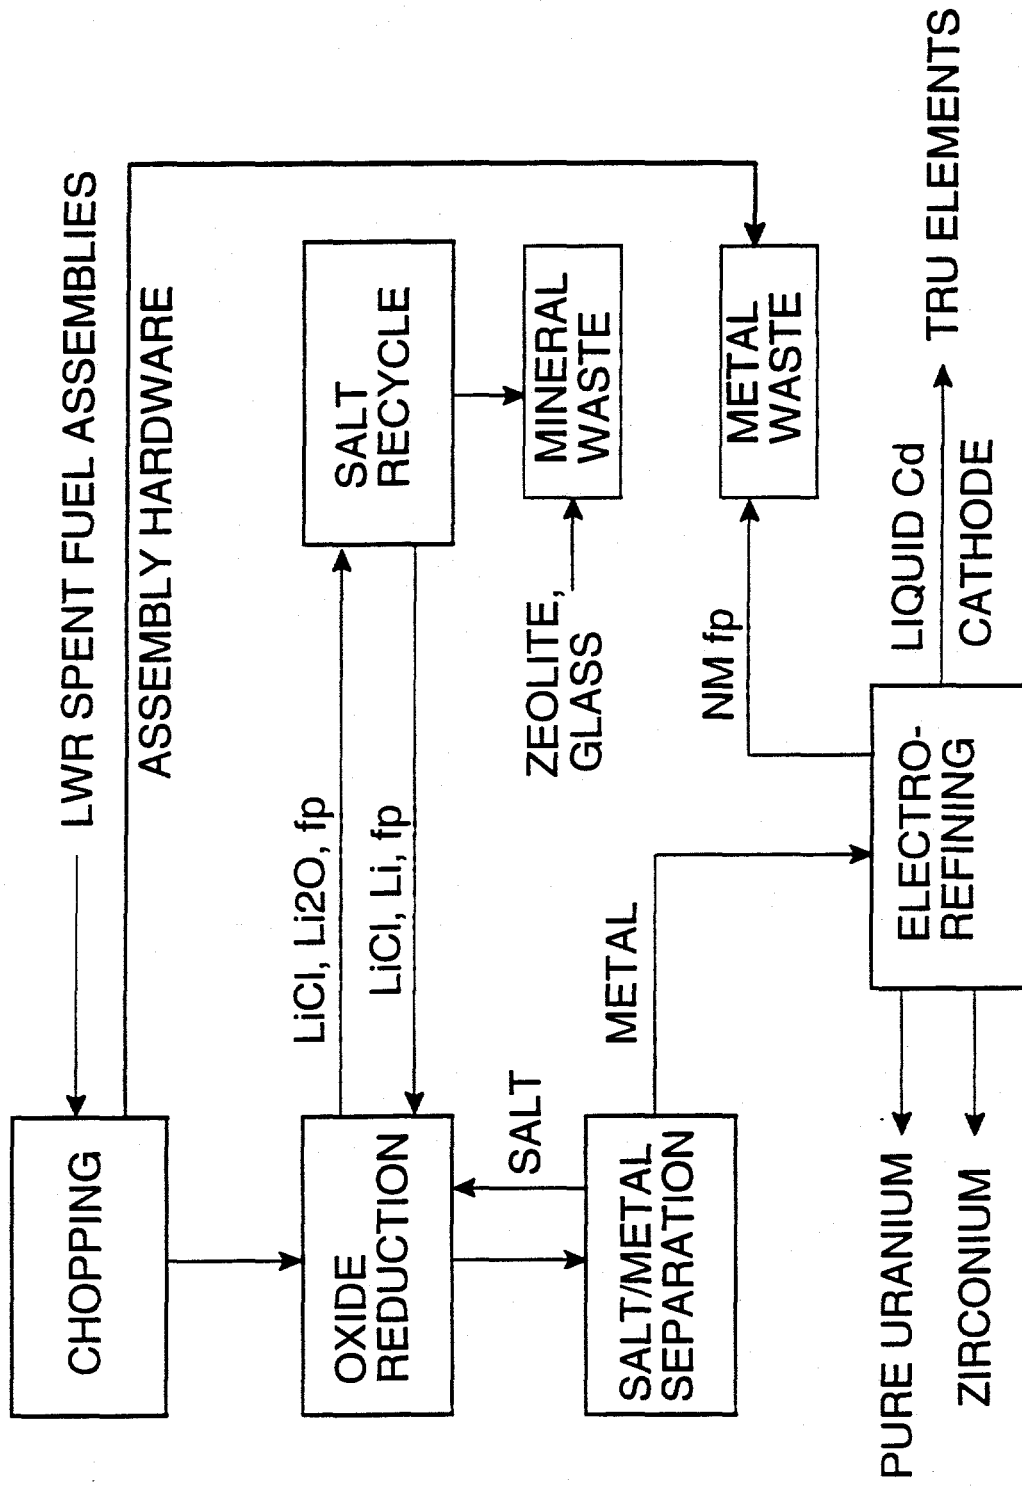 LWR SPENT FUEL ASSEMBLIES
CHOPPING
ASSEMBLY HARDWARE
LiCl, Li2O, fp
OXIDE
REDUCTION
SALT
RECYCLE
LiCl, Li, fp
SALT
ZEOLITE,
GLASS
MINERAL
WASTE
SALT/METAL
SEPARATION
METAL
NM fp
METAL
WASTE
PURE URANIUM
ZIRCONIUM
ELECTRO-
REFINING
LIQUID Cd
CATHODE
TRU ELEMENTS